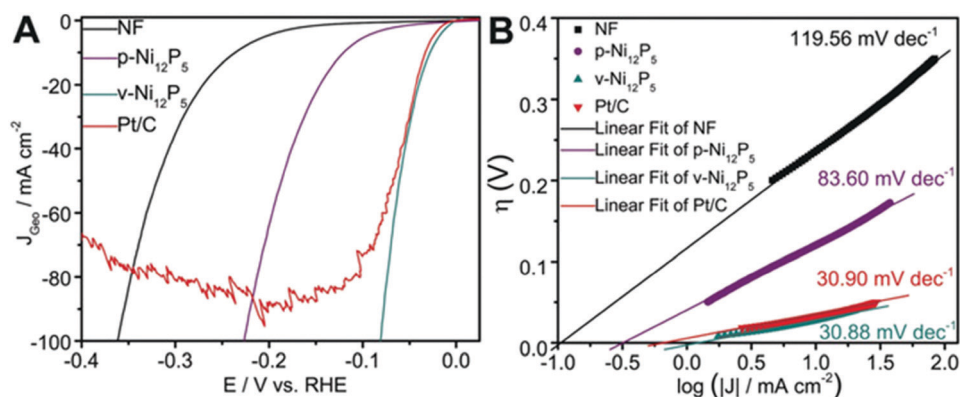 A
NF
p-Ni₁₂P₅
v-Ni₁₂P₅
Pt/C
0
-20
-40
-60
-80
-100
J_Geo / mA cm⁻²
-0.4
-0.3
-0.2
-0.1
0.0
E / V vs. RHE
B
NF
p-Ni₁₂P₅
v-Ni₁₂P₅
Pt/C
Linear Fit of NF
Linear Fit of p-Ni₁₂P₅
Linear Fit of v-Ni₁₂P₅
Linear Fit of Pt/C
119.56 mV dec⁻¹
83.60 mV dec⁻¹
30.90 mV dec⁻¹
30.88 mV dec⁻¹
0.4
0.3
0.2
0.1
0.0
η (V)
-1.0
-0.5
0.0
0.5
1.0
1.5
2.0
log (|J| / mA cm⁻²)